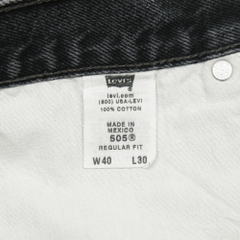 Levi's
levi.com
(800) USA-LEVI
100% COTTON
MADE IN
MEXICO
505®
REGULAR FIT
W40 L30